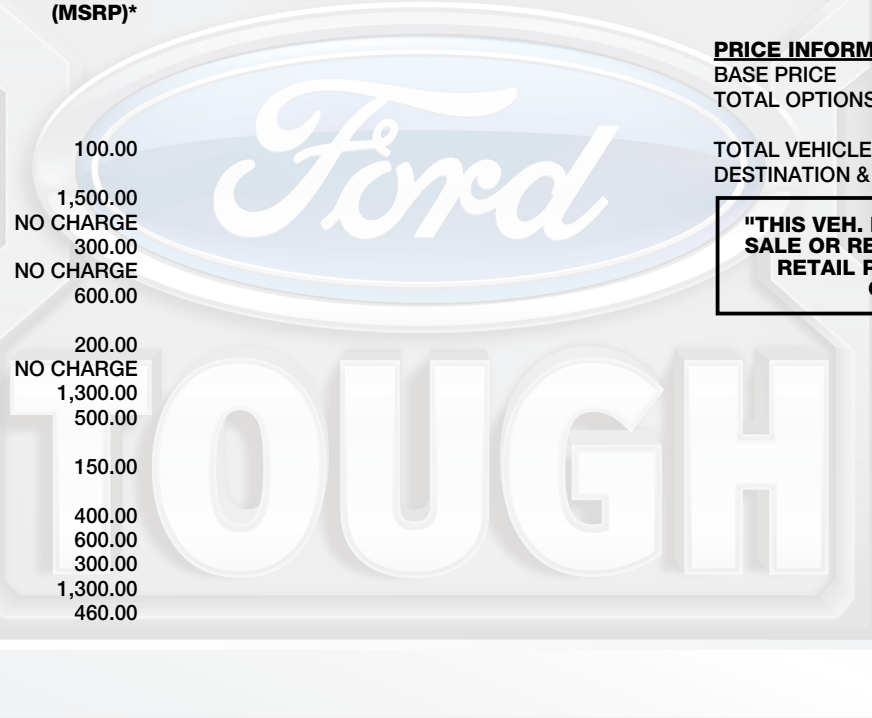 (MSRP)*
100.00
1,500.00
NO CHARGE
300.00
NO CHARGE
600.00
200.00
NO CHARGE
1,300.00
500.00
150.00
400.00
600.00
300.00
1,300.00
460.00
PRICE INFORM
BASE PRICE
TOTAL OPTIONS
TOTAL VEHICLE
DESTINATION &
"THIS VEH.
SALE OR RE
RETAIL P
Ford
TOUGH